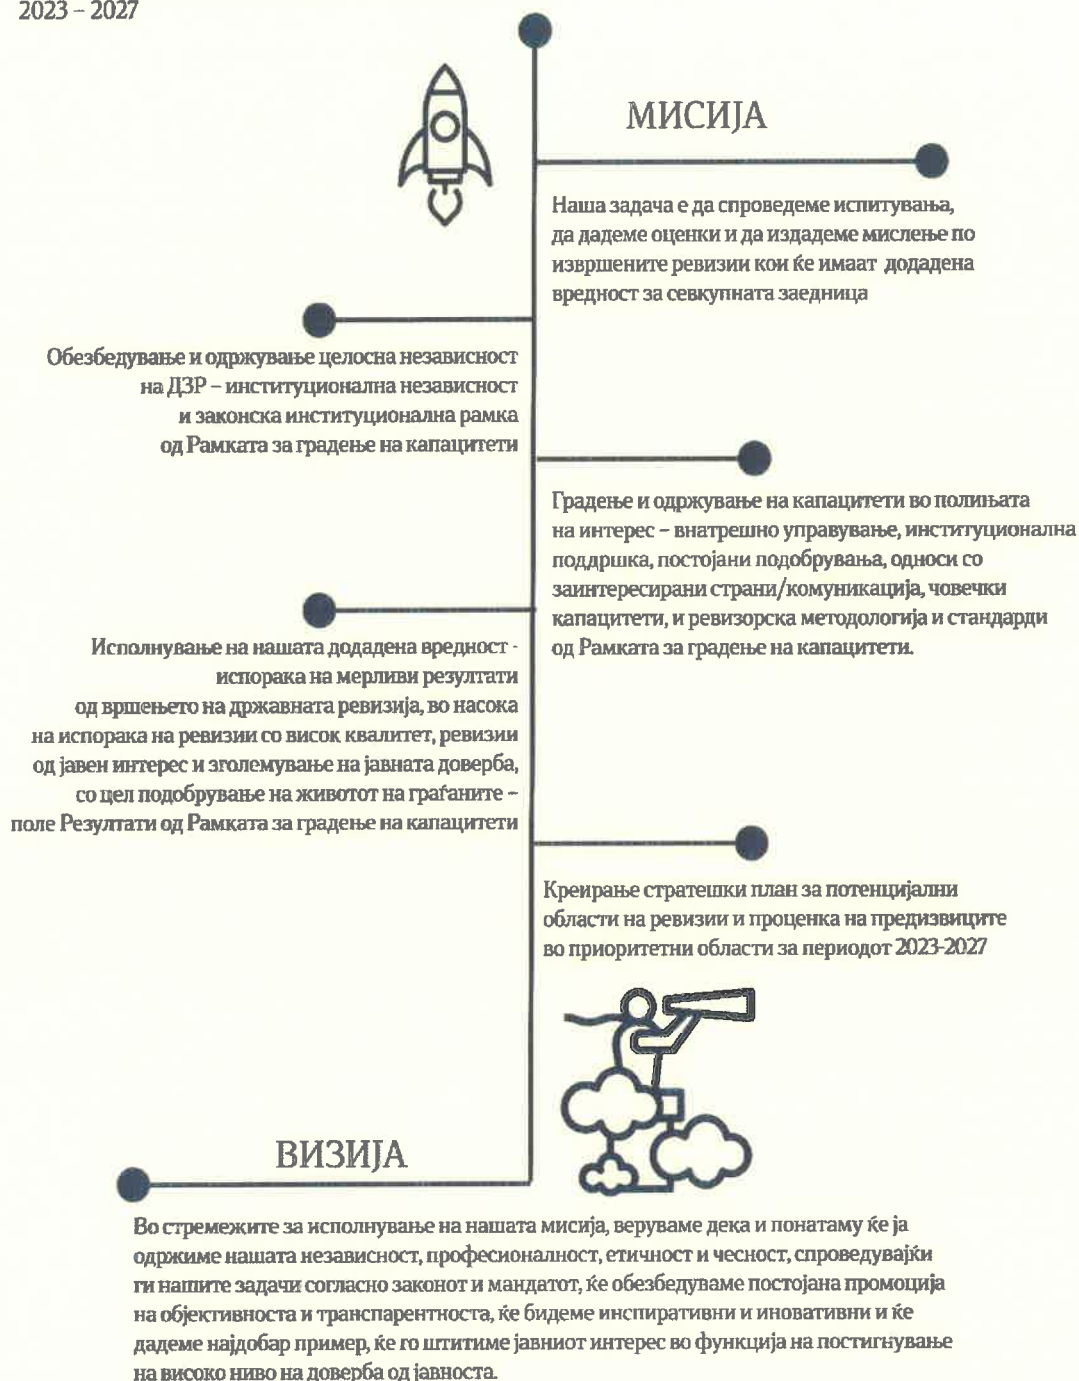 2023 – 2027
МИСИЈА
Наша задача е да спроведеме испитувања,
да дадеме оценки и да издадеме мислење по
извршените ревизии кои ќе имаат додадена
вредност за севкупната заедница
Обезбедување и одржување целосна независност
на ДЗР – институционална независност
и законска институционална рамка
од Рамката за градење на капацитети
Градење и одржување на капацитети во полињата
на интерес – внатрешно управување, институционална
поддршка, постојани подобрувања, односи со
заинтересирани страни/комуникација, човечки
капацитети, и ревизорска методологија и стандарди
од Рамката за градење на капацитети.
Исполнување на нашата додадена вредност -
испорака на мерливи резултати
од вршењето на државната ревизија, во насока
на испорака на ревизии со висок квалитет, ревизии
од јавен интерес и зголемување на јавната доверба,
со цел подобрување на животот на граѓаните –
поле Резултати од Рамката за градење на капацитети
Креирање стратешки план за потенцијални
области на ревизии и проценка на предизвиците
во приоритетни области за периодот 2023-2027
ВИЗИЈА
Во стремежите за исполнување на нашата мисија, веруваме дека и понатаму ќе ја
одржиме нашата независност, професионалност, етичност и чесност, спроведувајќи
ги нашите задачи согласно законот и мандатот, ќе обезбедуваме постојана промоција
на објективноста и транспарентноста, ќе бидеме инспиративни и иновативни и ќе
дадеме најдобар пример, ќе го штитиме јавниот интерес во функција на постигнување
на високо ниво на доверба од јавноста.